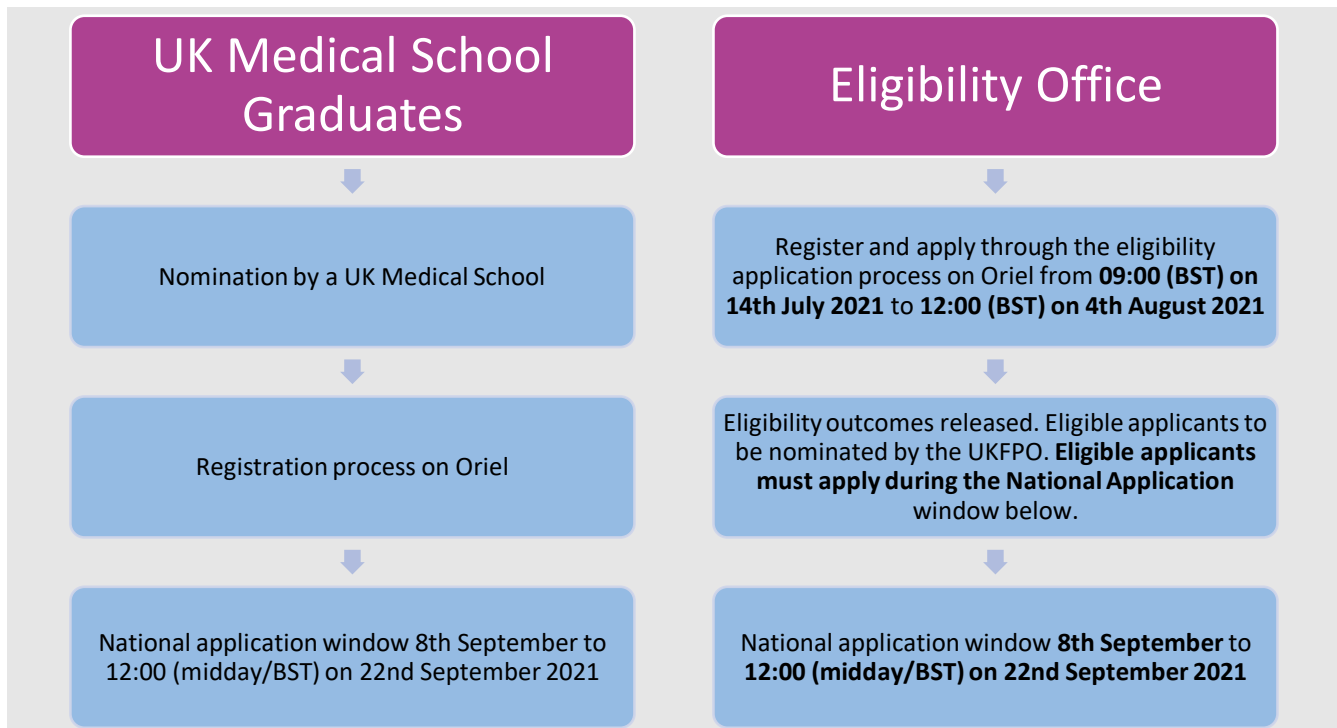 UK Medical School
Graduates
Nomination by a UK Medical School
Registration process on Oriel
National application window 8th September to
12:00 (midday/BST) on 22nd September 2021
Eligibility Office
Register and apply through the eligibility
application process on Oriel from 09:00 (BST) on
14th July 2021 to 12:00 (BST) on 4th August 2021
Eligibility outcomes released. Eligible applicants to
be nominated by the UKFPO. Eligible applicants
must apply during the National Application
window below.
National application window 8th September to
12:00 (midday/BST) on 22nd September 2021